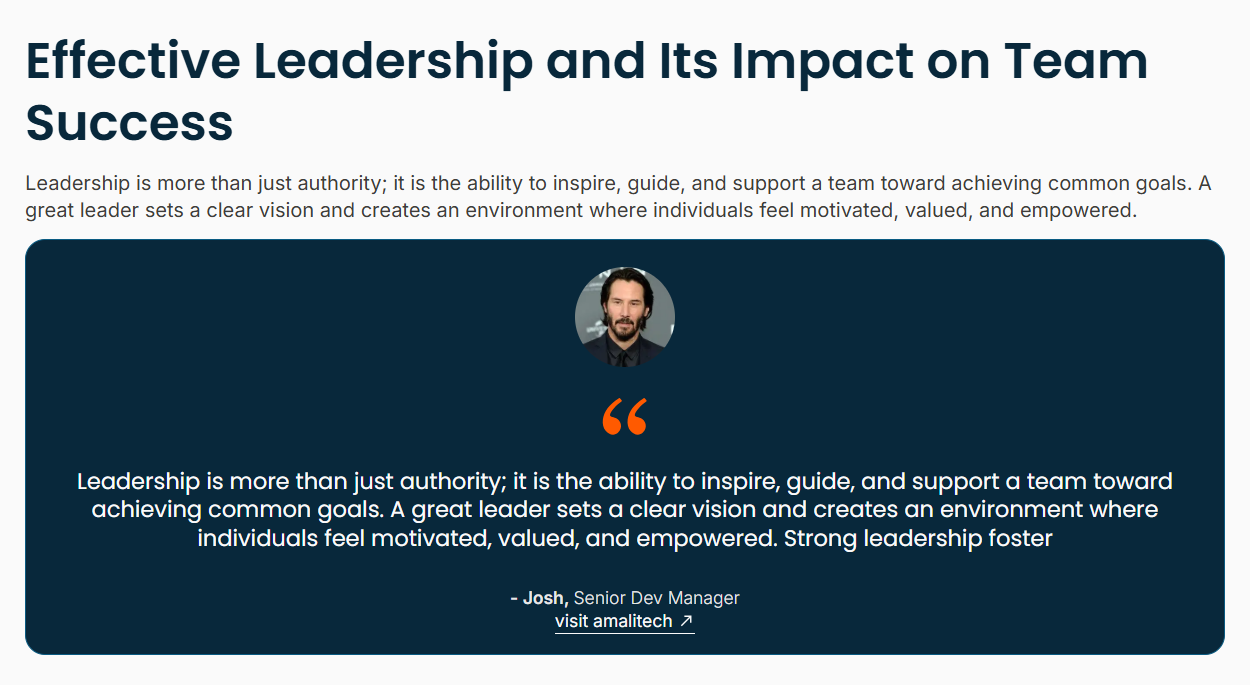 Effective Leadership and Its Impact on Team
Success
Leadership is more than just authority; it is the ability to inspire, guide, and support a team toward achieving common goals. A
great leader sets a clear vision and creates an environment where individuals feel motivated, valued, and empowered.
“
Leadership is more than just authority; it is the ability to inspire, guide, and support a team toward
achieving common goals. A great leader sets a clear vision and creates an environment where
individuals feel motivated, valued, and empowered. Strong leadership foster
- Josh, Senior Dev Manager
visit amalitech ↗